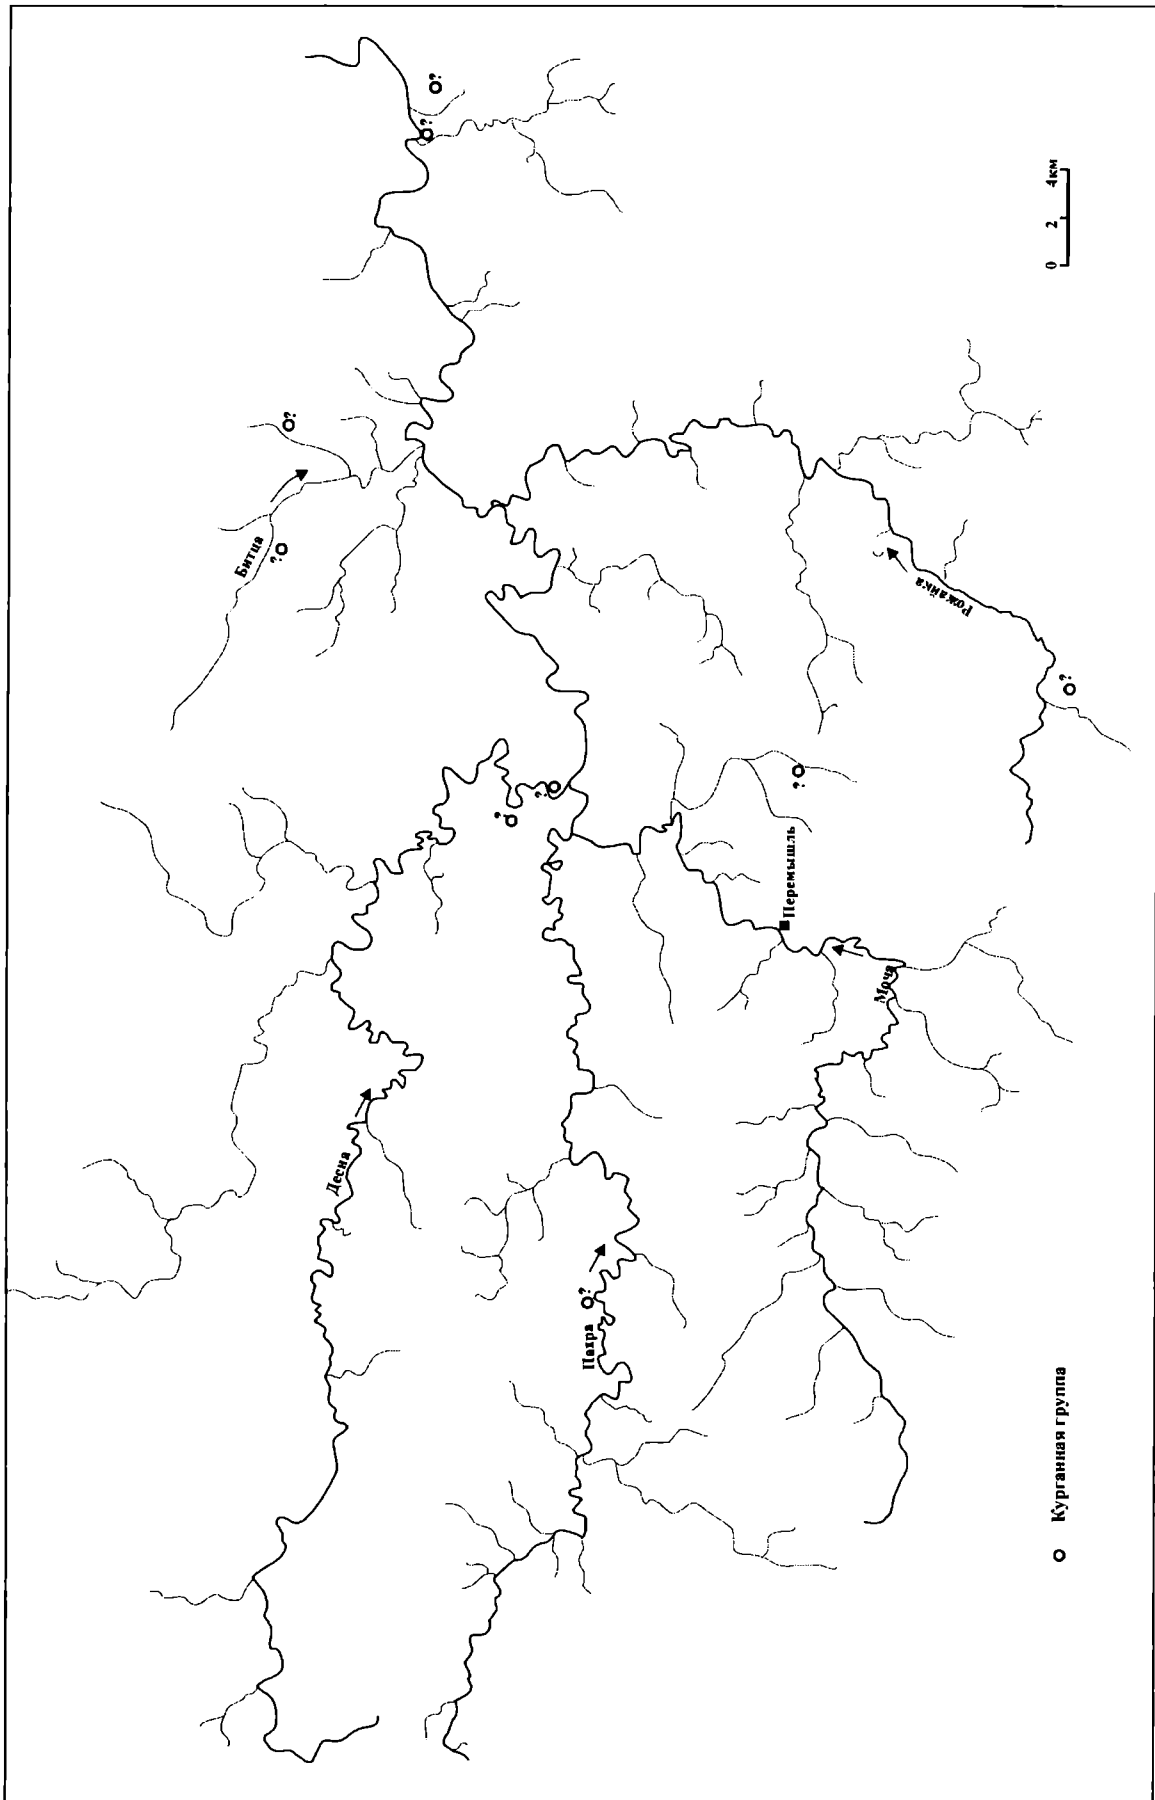 Битца
?
?
?
?
Десна
?
?
Пахра
?
Перемышль
?
Моча
Рожайка
?
0 2 4км
Курганная группа